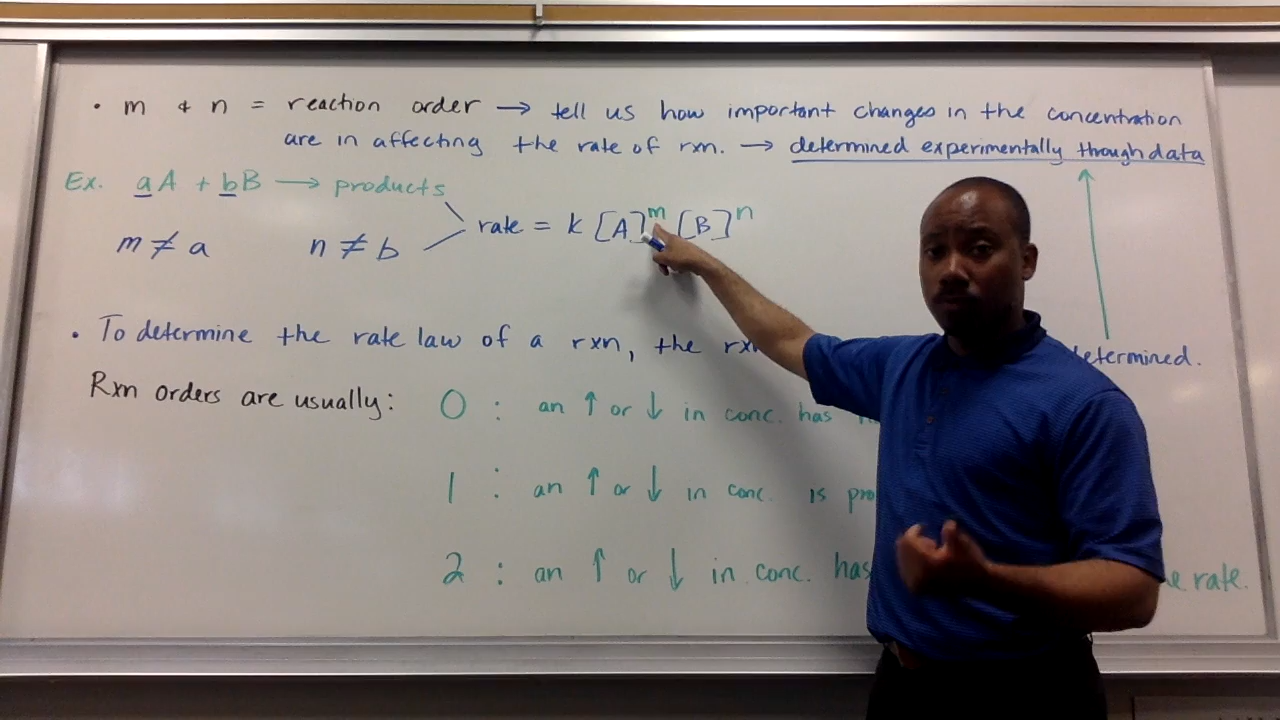 • m & n = reaction order → tell us how important changes in the concentration
are in affecting the rate of rxn. → determined experimentally through data
Ex. aA + bB → products
rate = k [A]^m [B]^n
m ≠ a n ≠ b
• To determine the rate law of a rxn, the rxn determined.
Rxn orders are usually: 0 : an ↑ or ↓ in conc. has
1 : an ↑ or ↓ in conc. is
2 : an ↑ or ↓ in conc. has rate.